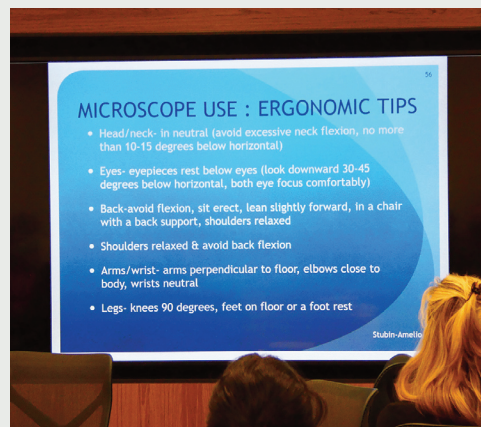 56
MICROSCOPE USE : ERGONOMIC TIPS
• Head/neck- in neutral (avoid excessive neck flexion, no more
than 10-15 degrees below horizontal)
• Eyes- eyepieces rest below eyes (look downward 30-45
degrees below horizontal, both eye focus comfortably)
• Back-avoid flexion, sit erect, lean slightly forward, in a chair
with a back support, shoulders relaxed
• Shoulders relaxed & avoid back flexion
• Arms/wrist- arms perpendicular to floor, elbows close to
body, wrists neutral
• Legs- knees 90 degrees, feet on floor or a foot rest
Stubin-Amelio